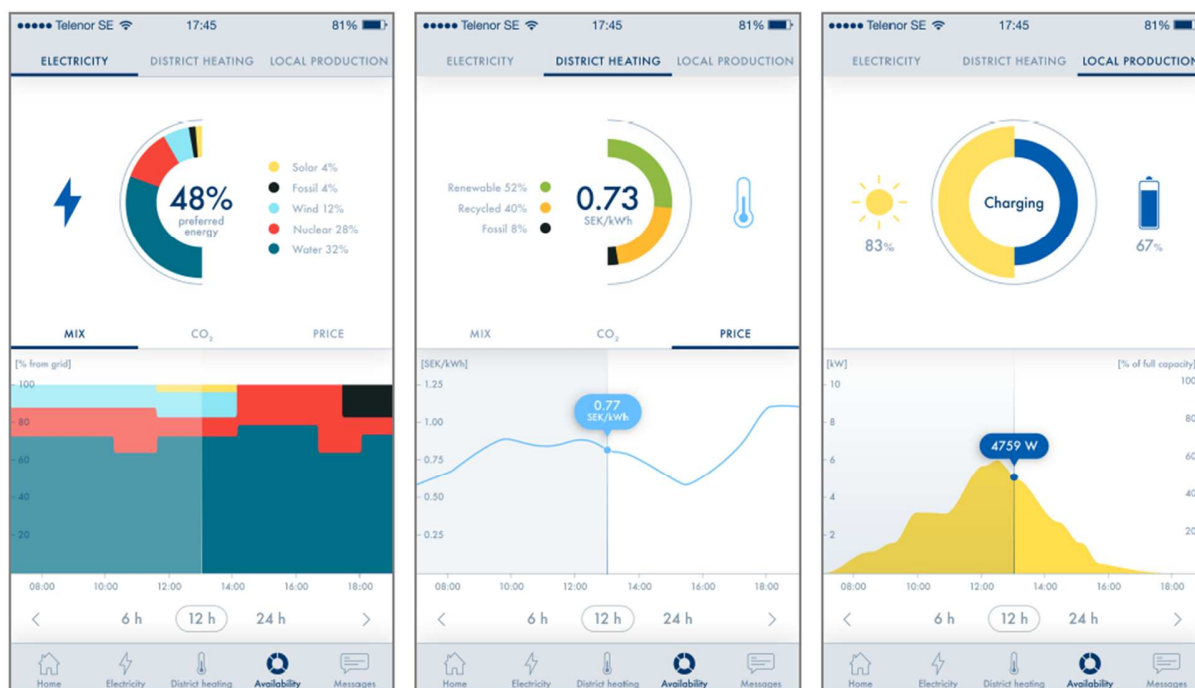 Telenor SE 17:45 81%
ELECTRICITY DISTRICT HEATING LOCAL PRODUCTION
48%
preferred
energy
Solar 4%
Fossil 4%
Wind 12%
Nuclear 28%
Water 32%
MIX CO₂ PRICE
[% from grid]
100
80
60
40
20
08:00 10:00 12:00 14:00 16:00 18:00
< 6 h 12 h 24 h >
Home Electricity District heating Availability Messages
Telenor SE 17:45 81%
ELECTRICITY DISTRICT HEATING LOCAL PRODUCTION
Renewable 52%
Recycled 40%
Fossil 8%
0.73
SEK/kWh
MIX CO₂ PRICE
[SEK/kWh]
1.25
1.00
0.75
0.50
0.25
0.77
SEK/kWh
08:00 10:00 12:00 14:00 16:00 18:00
< 6 h 12 h 24 h >
Home Electricity District heating Availability Messages
Telenor SE 17:45 81%
ELECTRICITY DISTRICT HEATING LOCAL PRODUCTION
83%
Charging
67%
[kW] [% of full capacity]
10 100
8 80
6 60
4 40
2 20
4759 W
08:00 10:00 12:00 14:00 16:00 18:00
< 6 h 12 h 24 h >
Home Electricity District heating Availability Messages